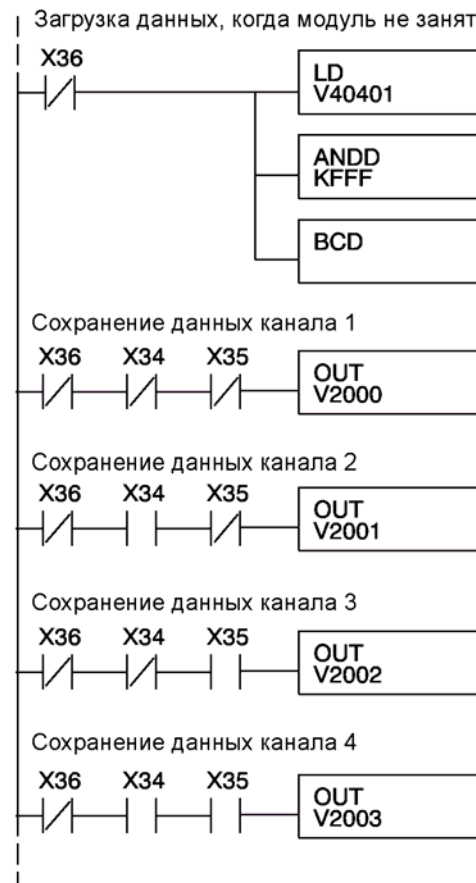 Загрузка данных, когда модуль не занят
X36
LD
V40401
ANDD
KFFF
BCD
Сохранение данных канала 1
X36 X34 X35
OUT
V2000
Сохранение данных канала 2
X36 X34 X35
OUT
V2001
Сохранение данных канала 3
X36 X34 X35
OUT
V2002
Сохранение данных канала 4
X36 X34 X35
OUT
V2003